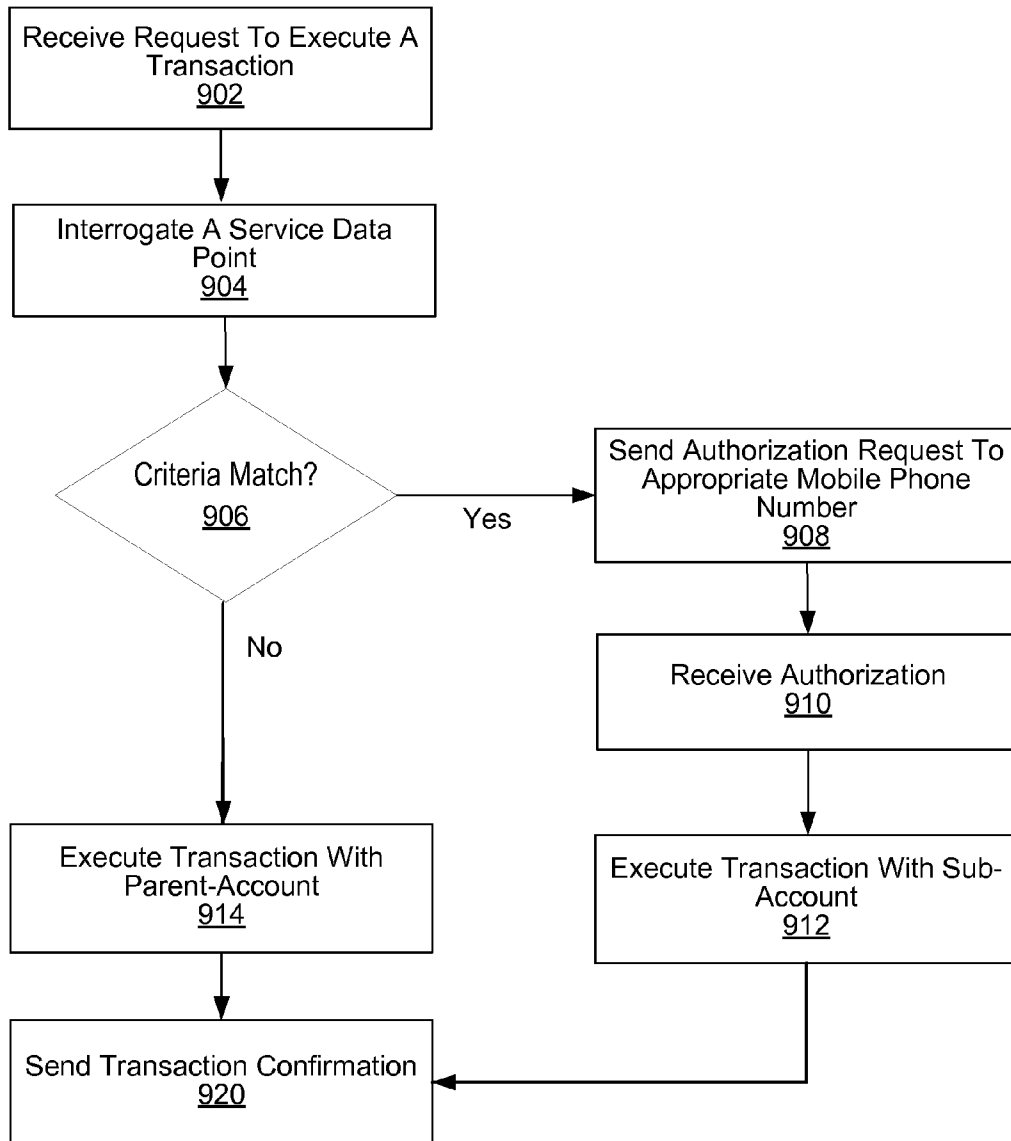 Receive Request To Execute A
Transaction
902
Interrogate A Service Data
Point
904
Criteria Match?
906
Yes
No
Send Authorization Request To
Appropriate Mobile Phone
Number
908
Receive Authorization
910
Execute Transaction With Sub-
Account
912
Execute Transaction With
Parent-Account
914
Send Transaction Confirmation
920